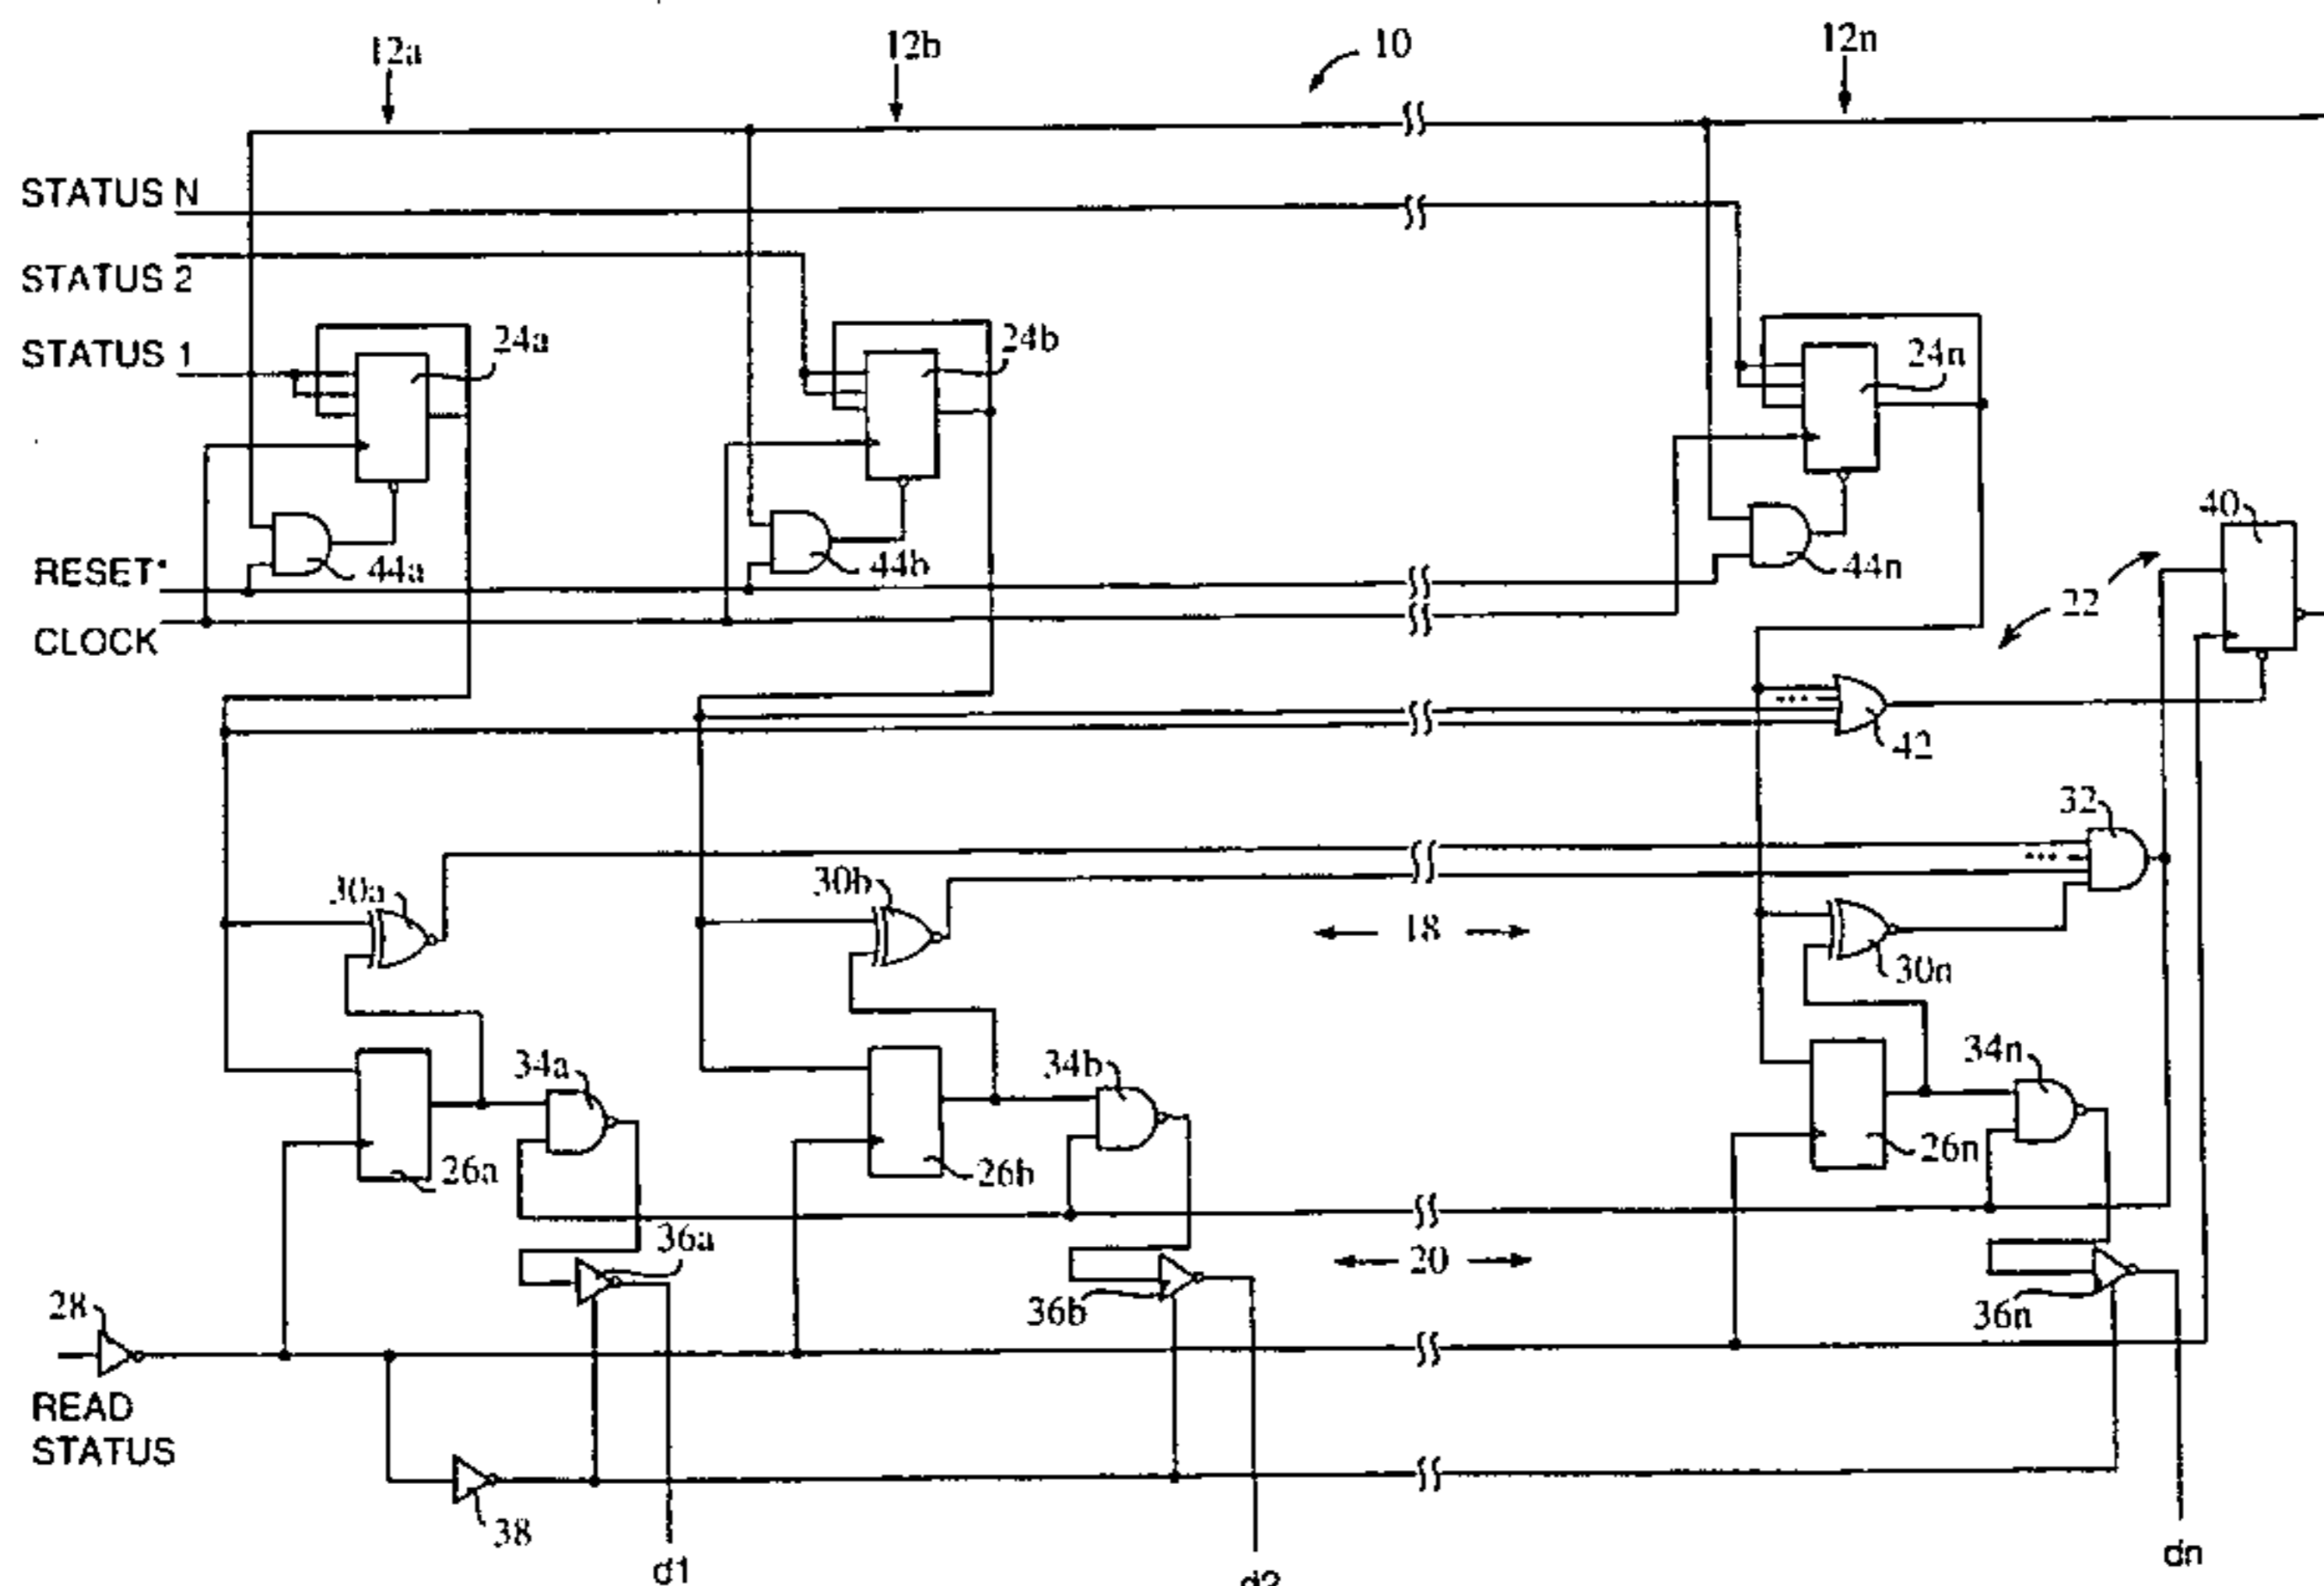 12a
12b
10
12n
STATUS N
STATUS 2
STATUS 1
24a
24b
24n
40
RESET*
44a
44b
44n
22
CLOCK
42
32
30a
30b
18
30n
34a
34b
34n
26a
26b
26n
36a
20
28
36b
36n
READ
STATUS
38
d1
d2
dn